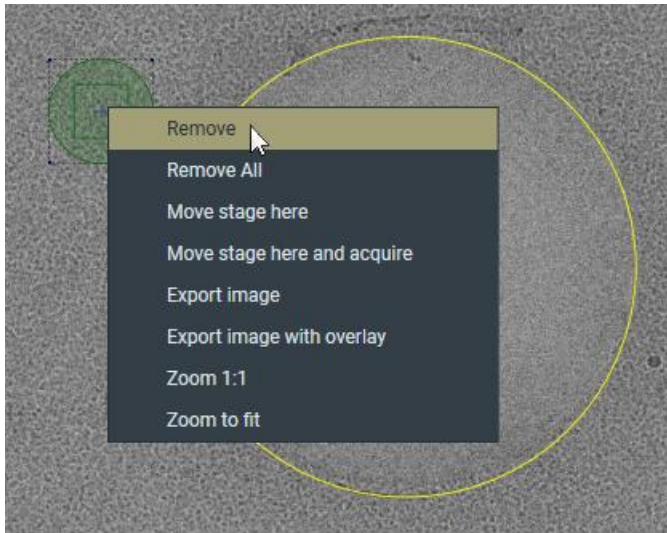 Remove
Remove All
Move stage here
Move stage here and acquire
Export image
Export image with overlay
Zoom 1:1
Zoom to fit